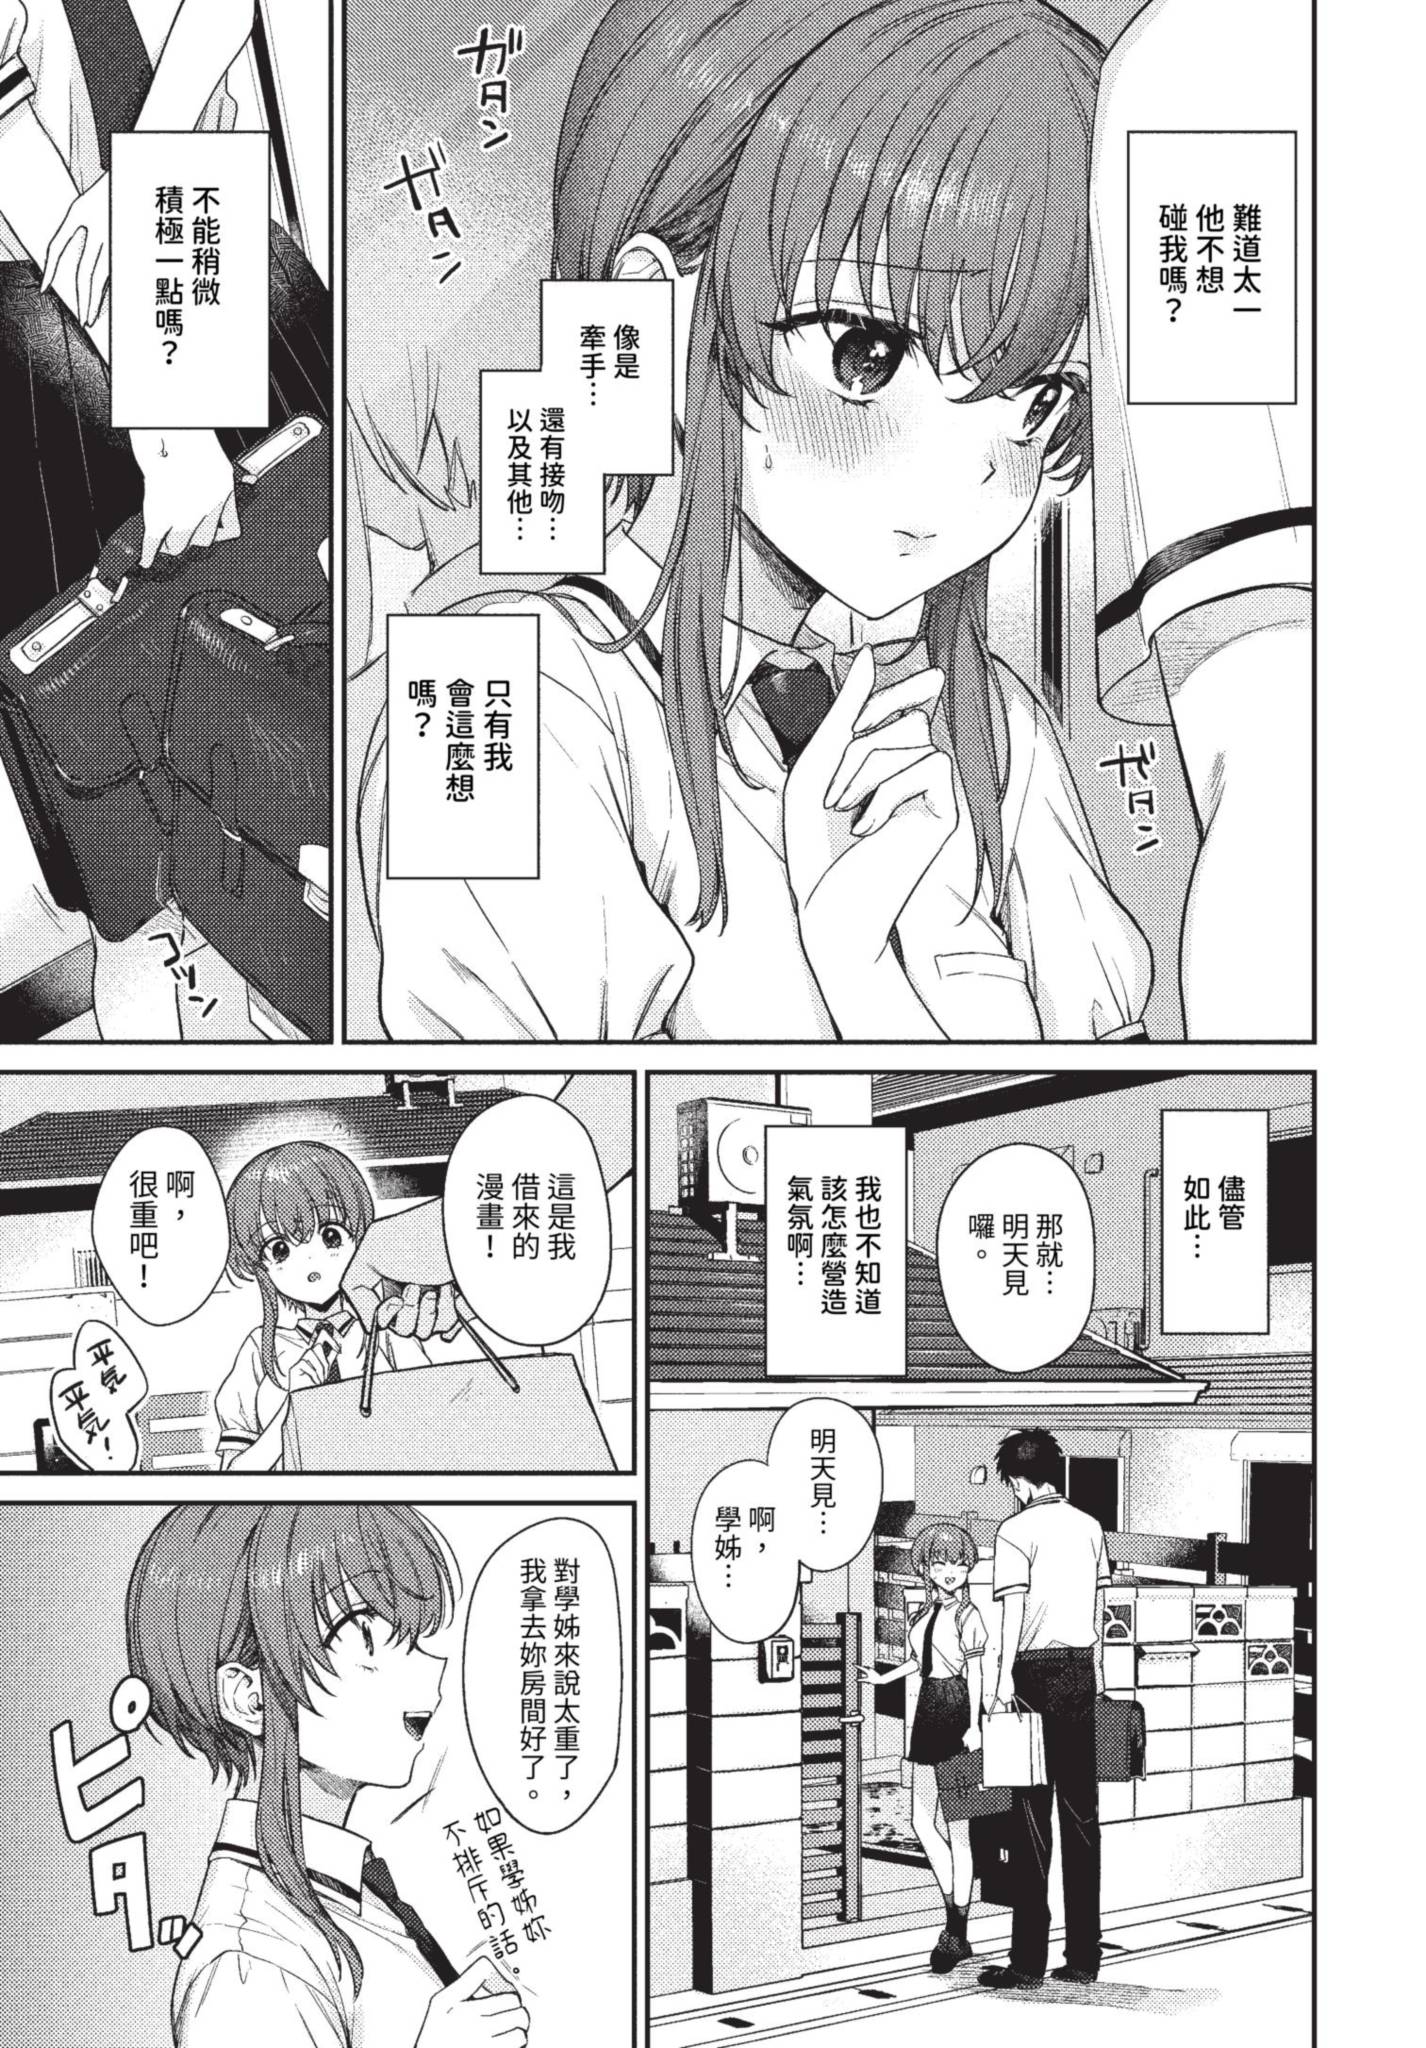 難道太一
他不想
碰我嗎？
ガタン
ゴトン
像是
牽手…
還有接吻…
以及其他…
只有我
會這麼想
嗎？
ゴトン
不能稍微
積極一點嗎？
コツン
儘管
如此…
那就…
明天見
囉。
我也不知道
該怎麼營造
氣氛啊…
明天見…
啊，
學姊…
這是我
借來的
漫畫！
啊，
很重吧！
平気
平気！
對學姊來說太重了，
我拿去妳房間好了。
如果學姊妳
不排斥的話。
ピタッ